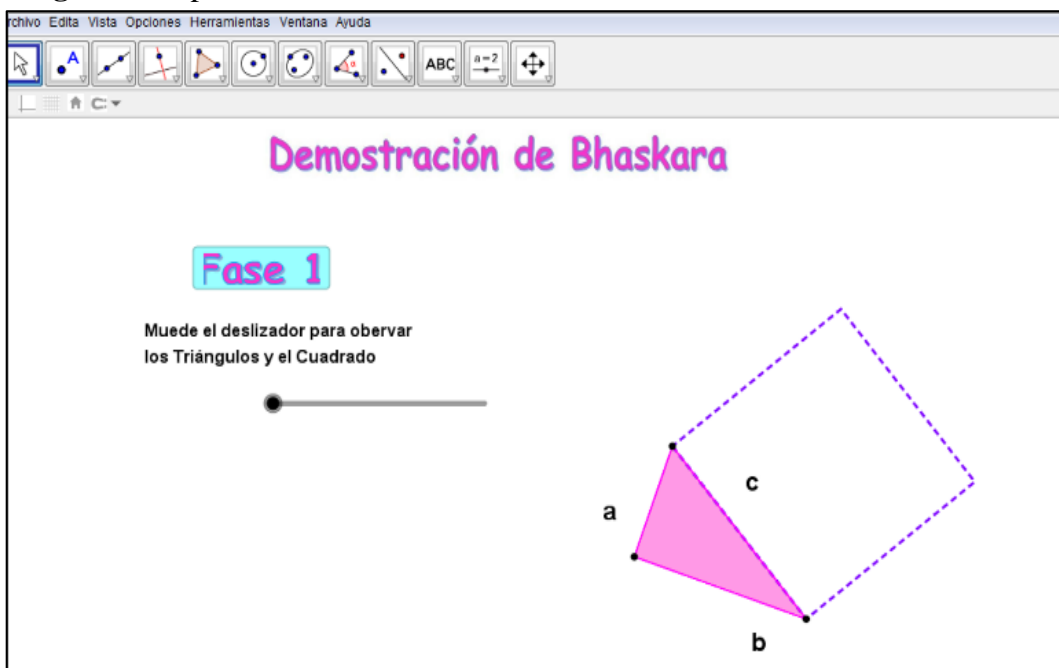 rchivo Edita Vista Opciones Herramientas Ventana Ayuda
A
ABC
a=2
Demostración de Bhaskara
Fase 1
Muede el deslizador para obervar
los Triángulos y el Cuadrado
c
a
b